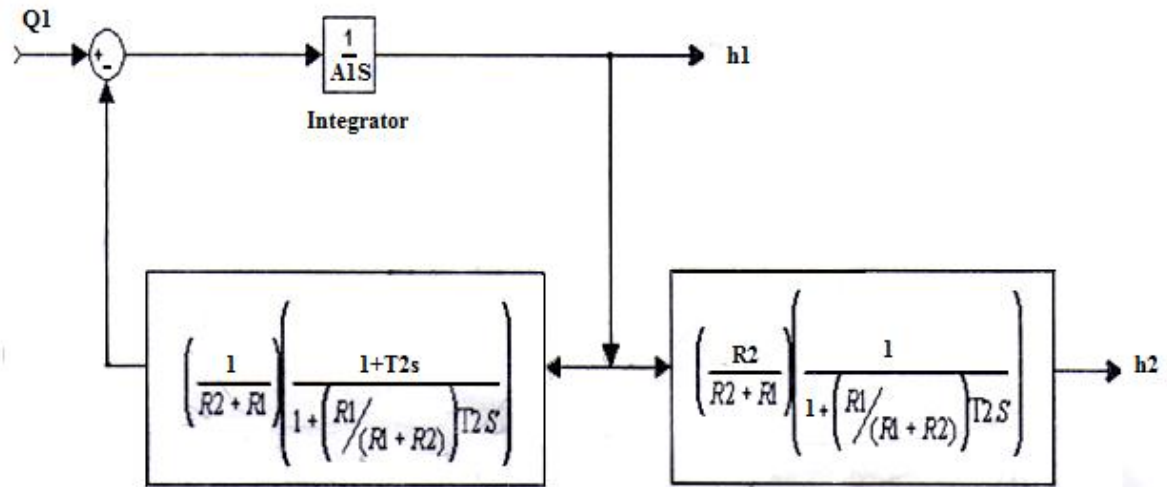 Q1
+
-
1
A1S
h1
Integrator
(1/(R2 + R1))((1+T2s)/(1+(R1/(R1 + R2))T2S))
(R2/(R2 + R1))(1/(1+(R1/(R1 + R2))T2S))
h2